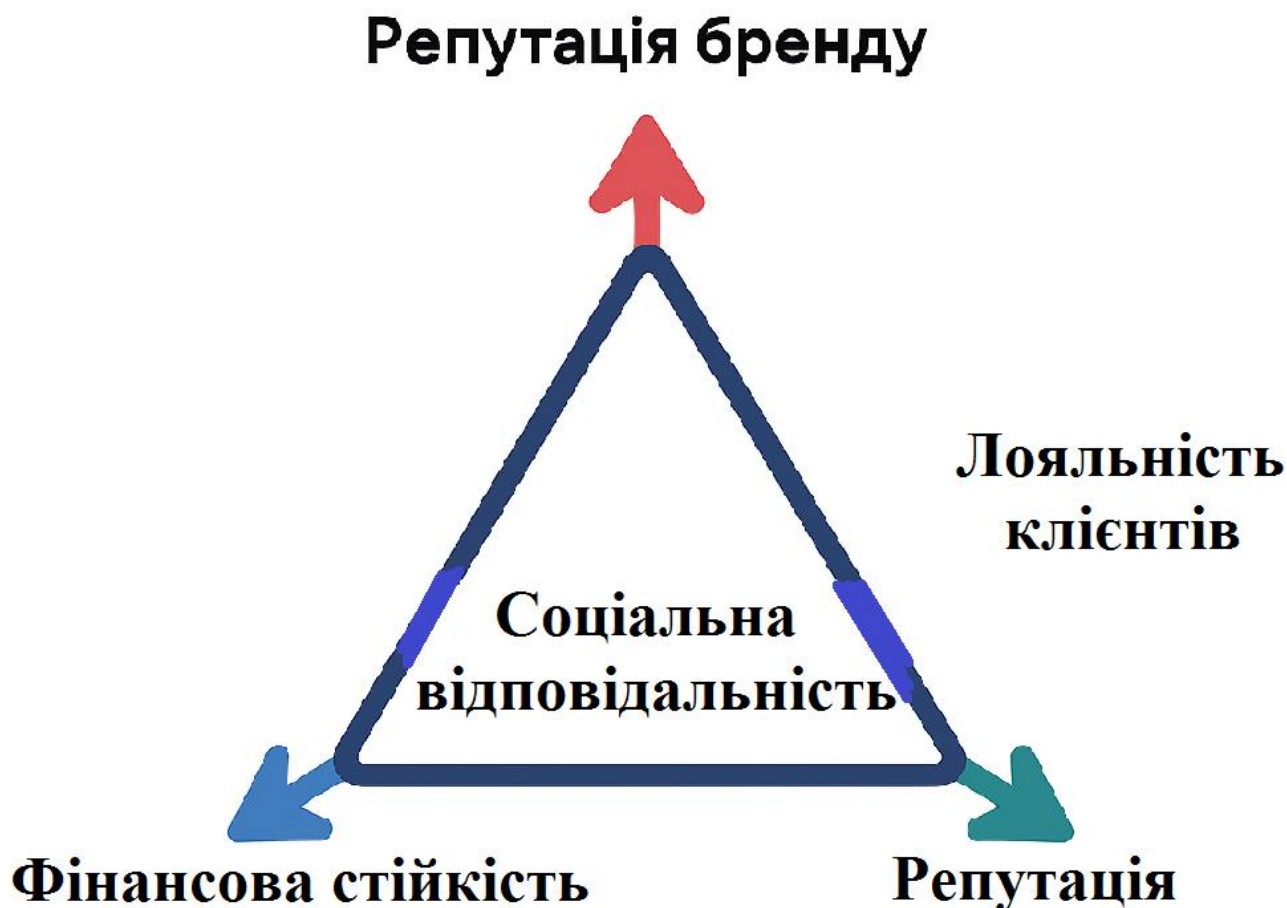 Репутація бренду
Лояльність
клієнтів
Соціальна
відповідальність
Фінансова стійкість
Репутація